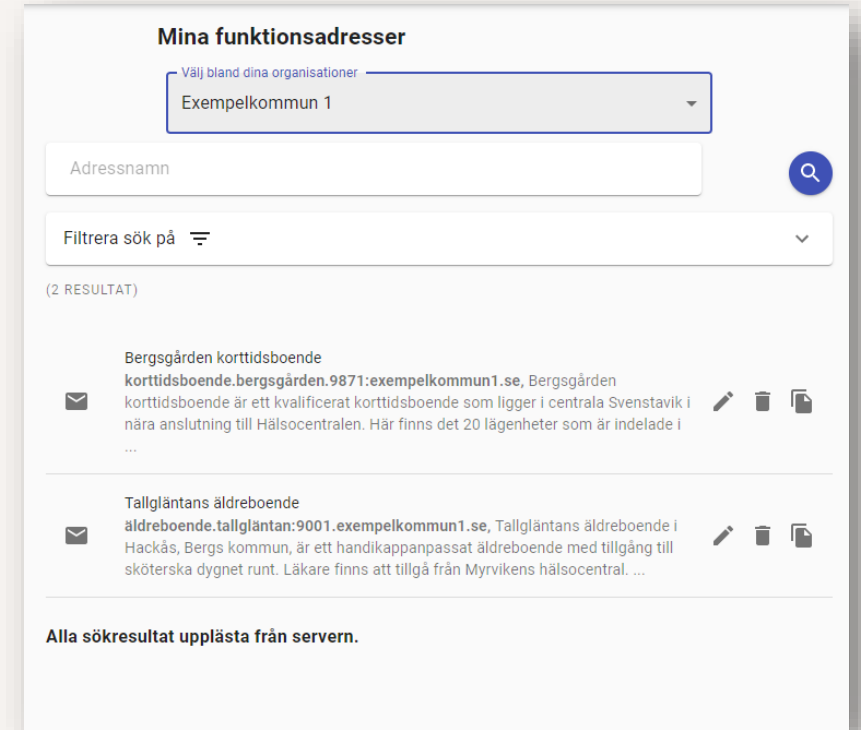 Mina funktionsadresser
Välj bland dina organisationer
Exempelkommun 1
Adressnamn
Filtrera sök på
(2 RESULTAT)
Bergsgården korttidsboende
korttidsboende.bergsgården.9871:exempelkommun1.se, Bergsgården
korttidsboende är ett kvalificerat korttidsboende som ligger i centrala Svenstavik i
nära anslutning till Hälsocentralen. Här finns det 20 lägenheter som är indelade i
...
Tallgläntans äldreboende
äldreboende.tallgläntan:9001.exempelkommun1.se, Tallgläntans äldreboende i
Hackås, Bergs kommun, är ett handikappanpassat äldreboende med tillgång till
sköterska dygnet runt. Läkare finns att tillgå från Myrvikens hälsocentral. ...
Alla sökresultat upplästa från servern.